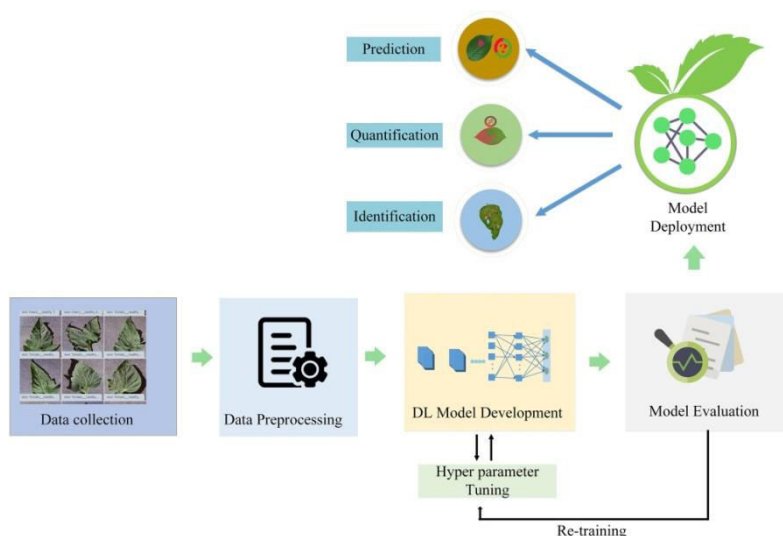 Prediction
Quantification
Identification
Model
Deployment
Data collection
Data Preprocessing
DL Model Development
Model Evaluation
Hyper parameter
Tuning
Re-training